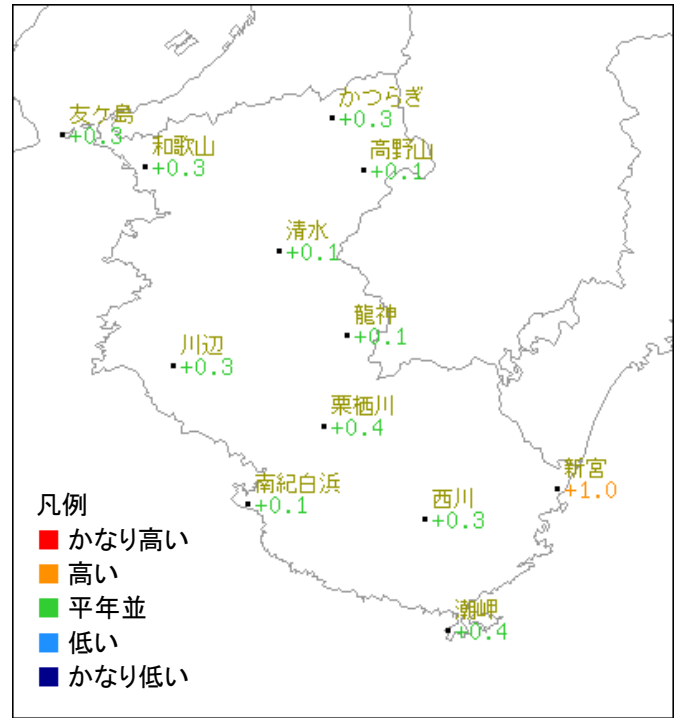 かつらぎ
+0.3
友ケ島
+0.3
和歌山
+0.3
高野山
+0.1
清水
+0.1
龍神
+0.1
川辺
+0.3
栗栖川
+0.4
新宮
+1.0
南紀白浜
+0.1
西川
+0.3
潮岬
+0.4
凡例
かなり高い
高い
平年並
低い
かなり低い